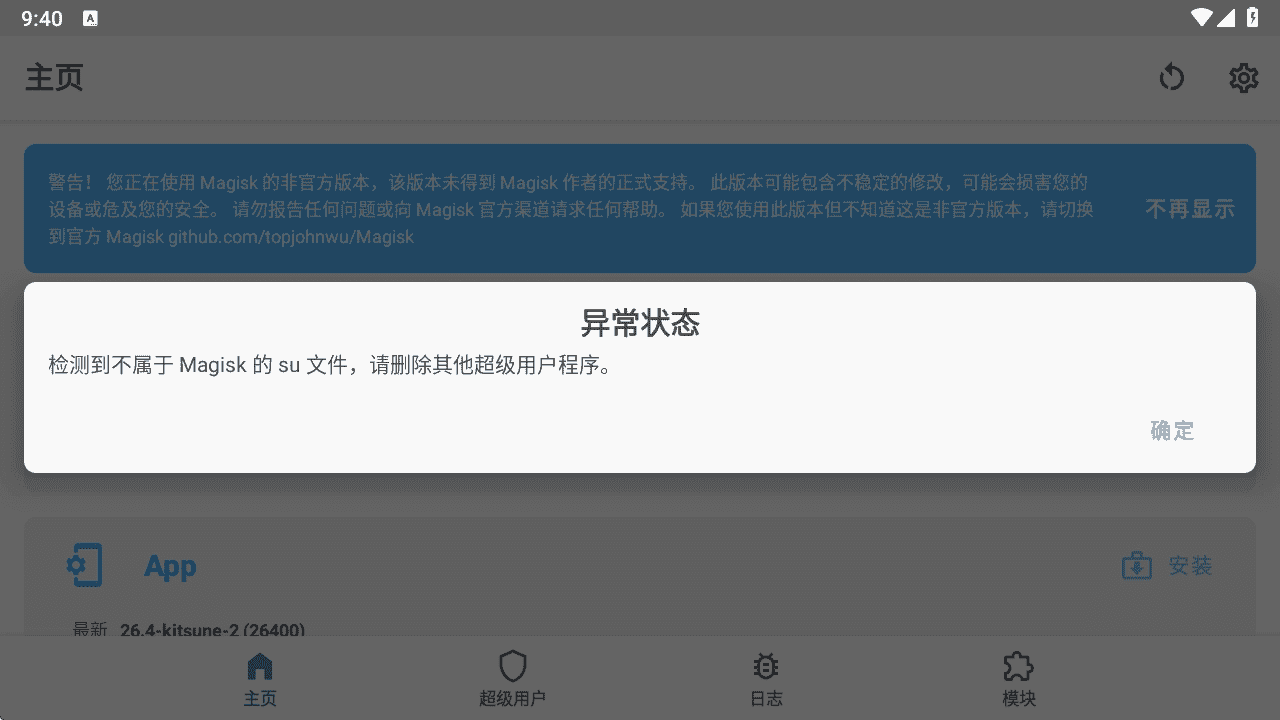 9:40
A
主页
警告！ 您正在使用 Magisk 的非官方版本，该版本未得到 Magisk 作者的正式支持。 此版本可能包含不稳定的修改，可能会损害您的
设备或危及您的安全。 请勿报告任何问题或向 Magisk 官方渠道请求任何帮助。 如果您使用此版本但不知道这是非官方版本，请切换
到官方 Magisk github.com/topjohnwu/Magisk
不再显示
异常状态
检测到不属于 Magisk 的 su 文件，请删除其他超级用户程序。
确定
App
安装
最新 26.4-kitsune-2 (26400)
主页
超级用户
日志
模块